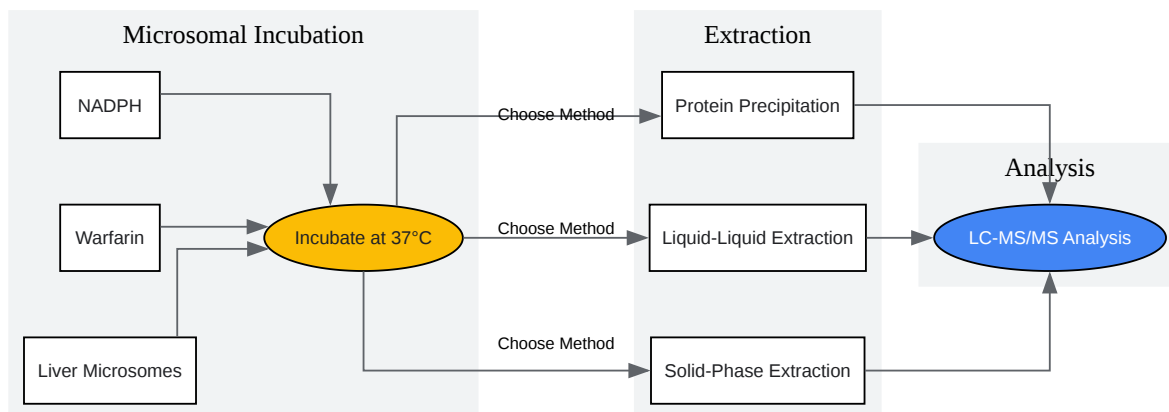 Microsomal Incubation
NADPH
Warfarin
Liver Microsomes
Incubate at 37°C
Choose Method
Choose Method
Choose Method
Extraction
Protein Precipitation
Liquid-Liquid Extraction
Solid-Phase Extraction
Analysis
LC-MS/MS Analysis